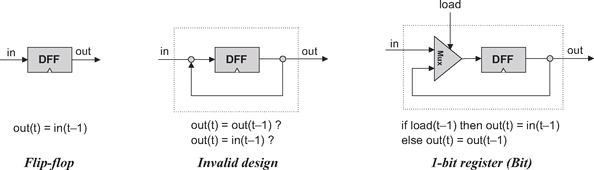 load
in
DFF
out
in
DFF
out
in
Mux
DFF
out
out(t) = in(t–1)
out(t) = out(t–1) ?
out(t) = in(t–1) ?
if load(t–1) then out(t) = in(t–1)
else out(t) = out(t–1)
Flip-flop
Invalid design
1-bit register (Bit)